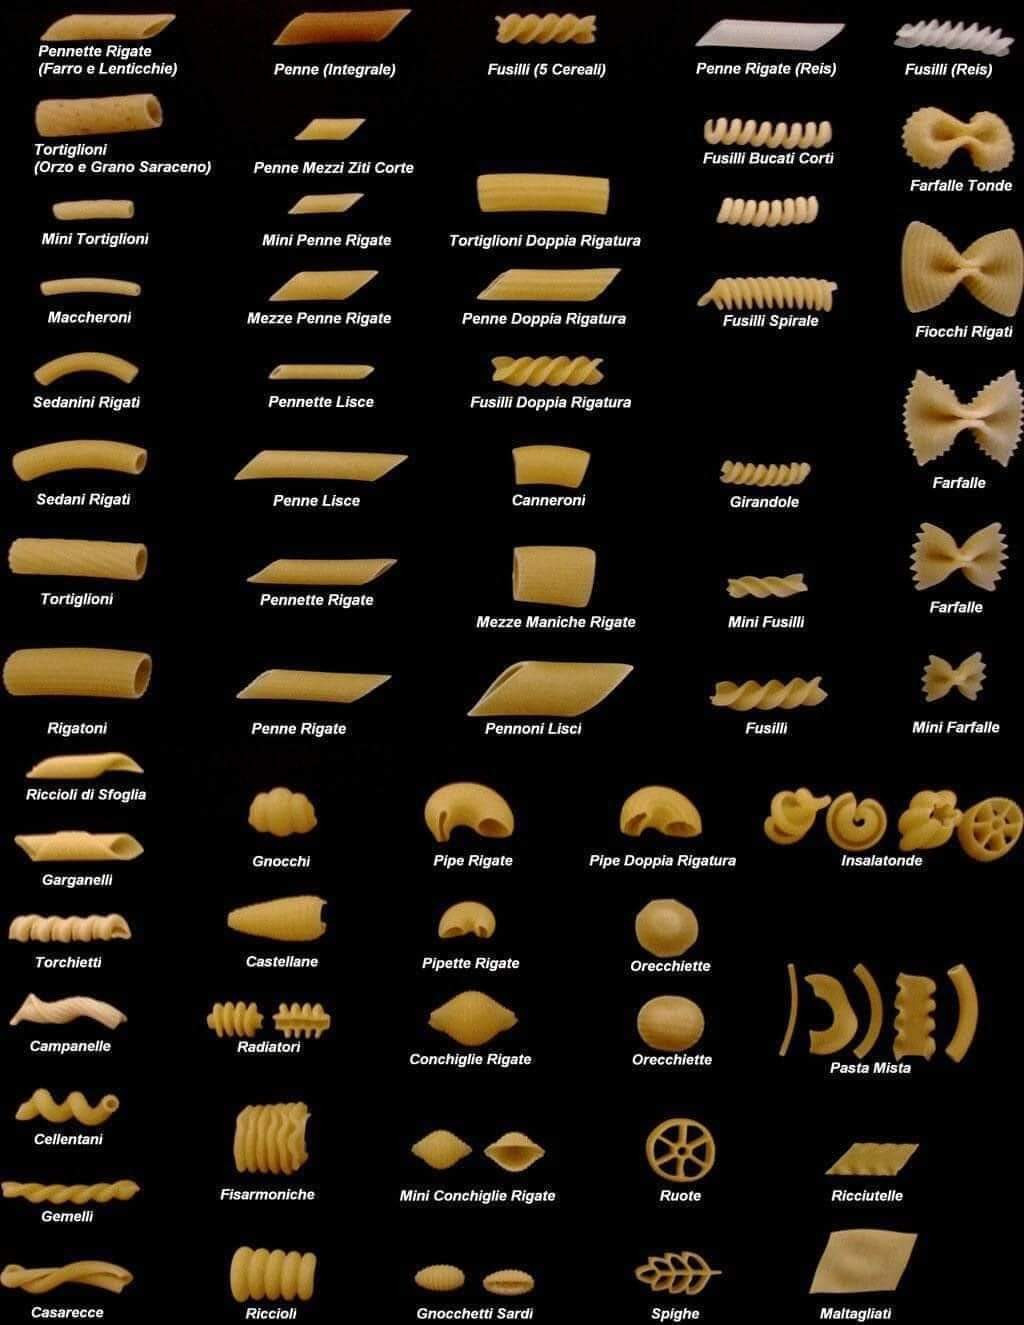 Pennette Rigate
(Farro e Lenticchie)
Penne (Integrale)
Fusilli (5 Cereali)
Penne Rigate (Reis)
Fusilli (Reis)
Tortiglioni
(Orzo e Grano Saraceno)
Penne Mezzi Ziti Corte
Fusilli Bucati Corti
Farfalle Tonde
Mini Tortiglioni
Mini Penne Rigate
Tortiglioni Doppia Rigatura
Maccheroni
Mezze Penne Rigate
Penne Doppia Rigatura
Fusilli Spirale
Fiocchi Rigati
Sedanini Rigati
Pennette Lisce
Fusilli Doppia Rigatura
Sedani Rigati
Penne Lisce
Canneroni
Girandole
Farfalle
Tortiglioni
Pennette Rigate
Mezze Maniche Rigate
Mini Fusilli
Farfalle
Rigatoni
Penne Rigate
Pennoni Lisci
Fusilli
Mini Farfalle
Riccioli di Sfoglia
Gnocchi
Pipe Rigate
Pipe Doppia Rigatura
Insalatonde
Garganelli
Torchietti
Castellane
Pipette Rigate
Orecchiette
Campanelle
Radiatori
Conchiglie Rigate
Orecchiette
Pasta Mista
Cellentani
Fisarmoniche
Mini Conchiglie Rigate
Ruote
Ricciutelle
Gemelli
Casarecce
Riccioli
Gnocchetti Sardi
Spighe
Maltagliati